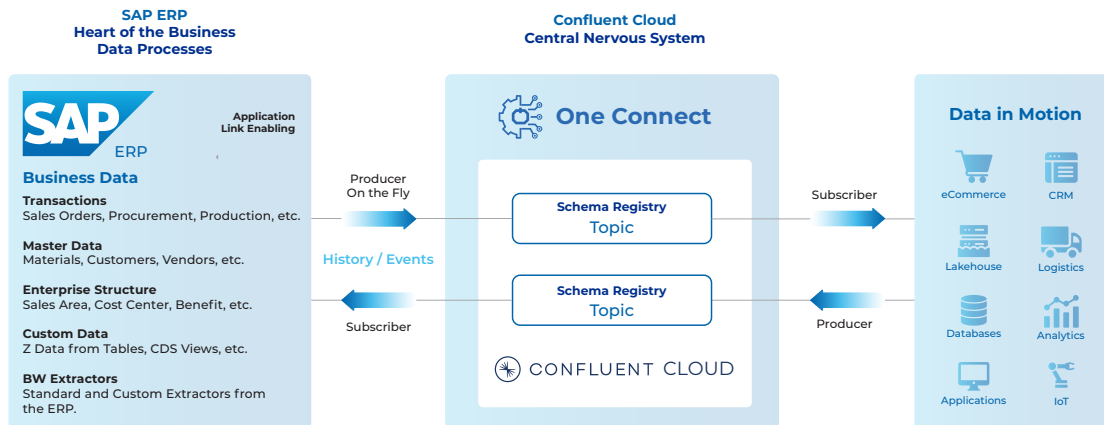 SAP ERP
Heart of the Business
Data Processes
Confluent Cloud
Central Nervous System
SAP
ERP
Application
Link Enabling
Business Data
Transactions
Sales Orders, Procurement, Production, etc.
Master Data
Materials, Customers, Vendors, etc.
Enterprise Structure
Sales Area, Cost Center, Benefit, etc.
Custom Data
Z Data from Tables, CDS Views, etc.
BW Extractors
Standard and Custom Extractors from
the ERP.
Producer
On the Fly
History / Events
Subscriber
One Connect
Schema Registry
Topic
Schema Registry
Topic
CONFLUENT CLOUD
Subscriber
Producer
Data in Motion
eCommerce
CRM
Lakehouse
Logistics
Databases
Analytics
Applications
IoT